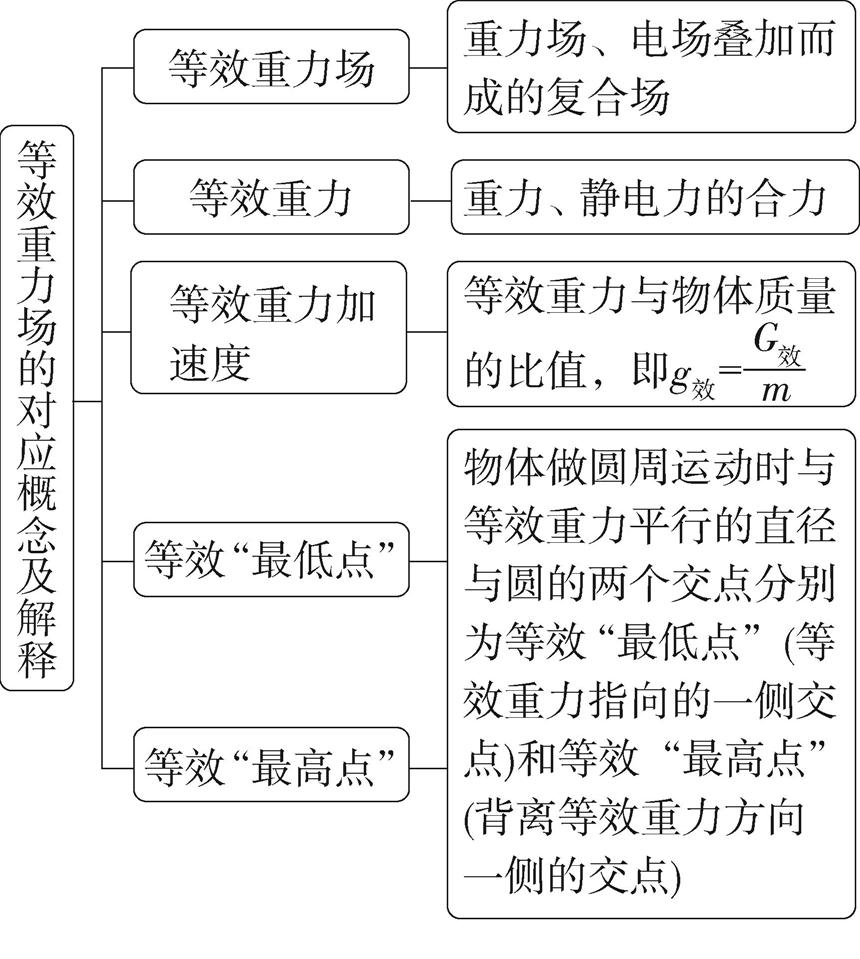 等效重力场的对应概念及解释
等效重力场
重力场、电场叠加而
成的复合场
等效重力
重力、静电力的合力
等效重力加
速度
等效重力与物体质量
的比值，即g效=G效/m
等效“最低点”
等效“最高点”
物体做圆周运动时与
等效重力平行的直径
与圆的两个交点分别
为等效“最低点”(等
效重力指向的一侧交
点)和等效“最高点”
(背离等效重力方向
一侧的交点)